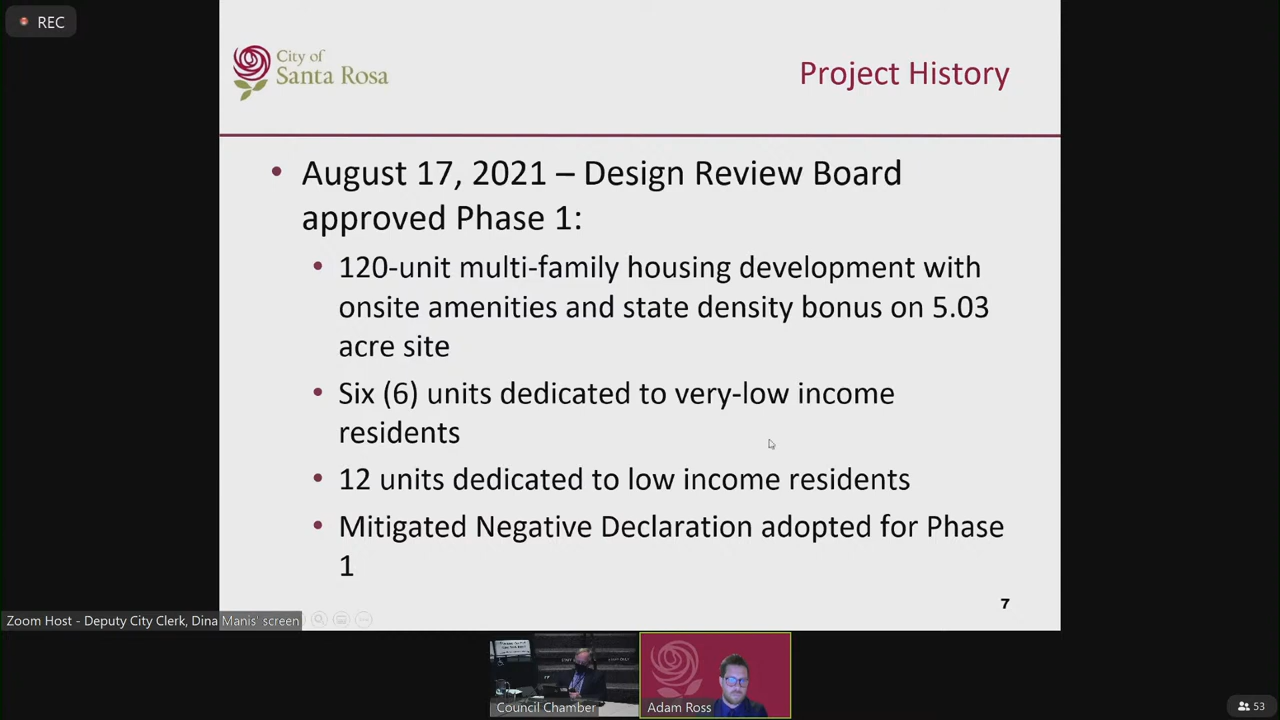 REC
City of
Santa Rosa
Project History
• August 17, 2021 – Design Review Board
approved Phase 1:
• 120-unit multi-family housing development with
onsite amenities and state density bonus on 5.03
acre site
• Six (6) units dedicated to very-low income
residents
• 12 units dedicated to low income residents
• Mitigated Negative Declaration adopted for Phase
1
7
Zoom Host - Deputy City Clerk, Dina Manis' screen
Council Chamber
Adam Ross
53